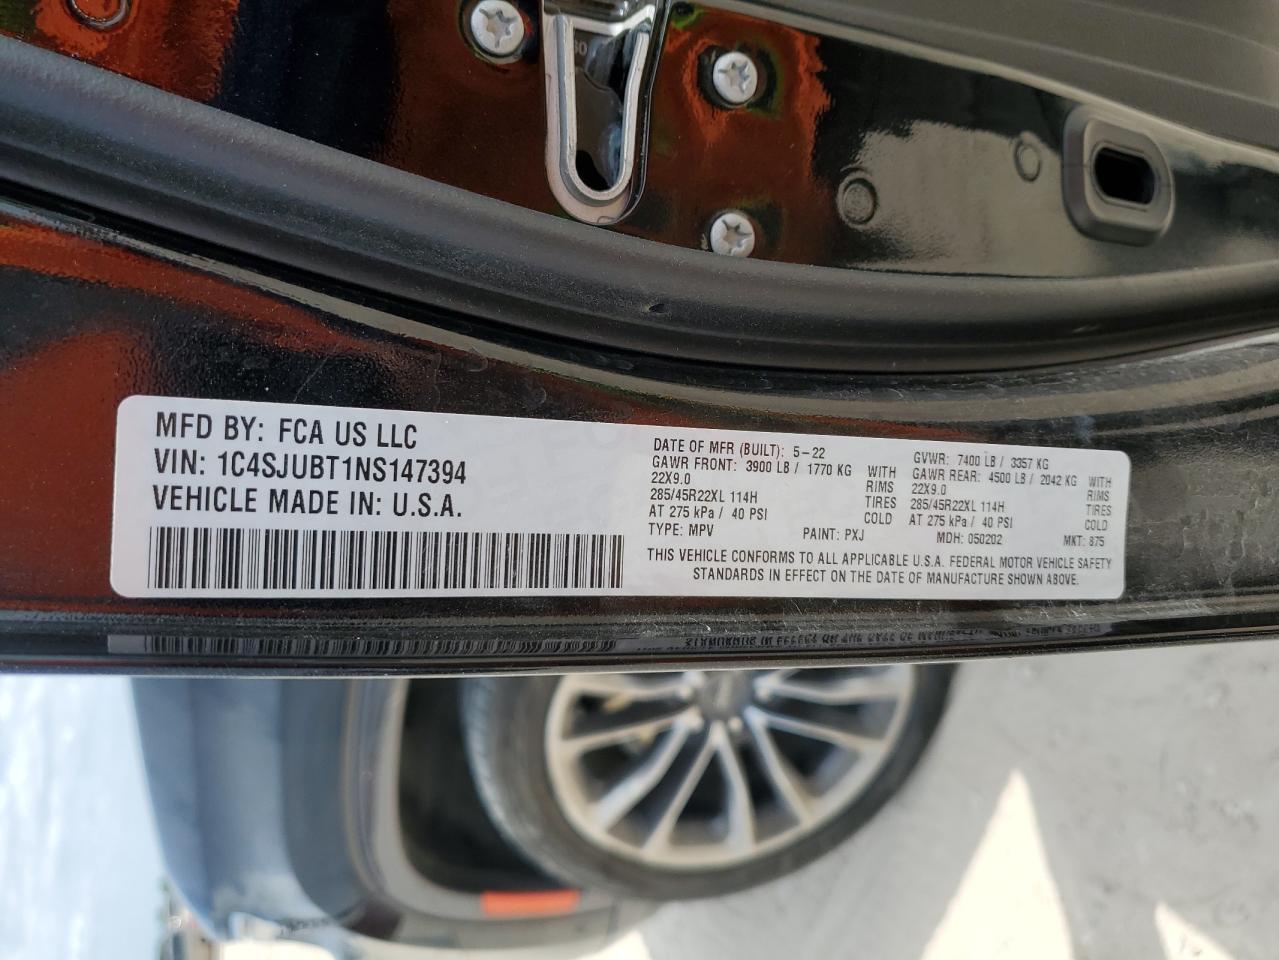 60
MFD BY: FCA US LLC
VIN: 1C4SJUBT1NS147394
VEHICLE MADE IN: U.S.A.
DATE OF MFR (BUILT): 5-22
GAWR FRONT: 3900 LB / 1770 KG WITH
22X9.0 RIMS
285/45R22XL 114H TIRES
AT 275 kPa / 40 PSI COLD
TYPE: MPV PAINT: PXJ
GVWR: 7400 LB / 3357 KG
GAWR REAR: 4500 LB / 2042 KG WITH
22X9.0 RIMS
285/45R22XL 114H TIRES
AT 275 kPa / 40 PSI COLD
MDH: 050202 MKT: 875
THIS VEHICLE CONFORMS TO ALL APPLICABLE U.S.A. FEDERAL MOTOR VEHICLE SAFETY
STANDARDS IN EFFECT ON THE DATE OF MANUFACTURE SHOWN ABOVE.